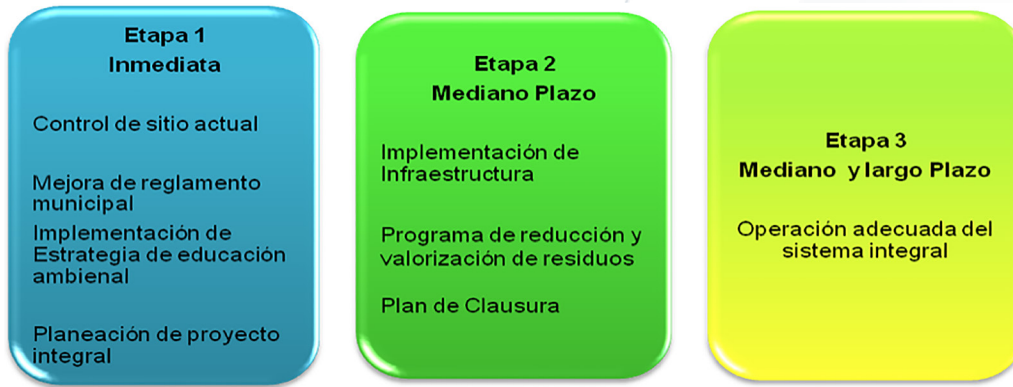 Etapa 1
Inmediata
Control de sitio actual
Mejora de reglamento
municipal
Implementación de
Estrategia de educación
ambienal
Planeación de proyecto
integral
Etapa 2
Mediano Plazo
Implementación de
Infraestructura
Programa de reducción y
valorización de residuos
Plan de Clausura
Etapa 3
Mediano y largo Plazo
Operación adecuada del
sistema integral